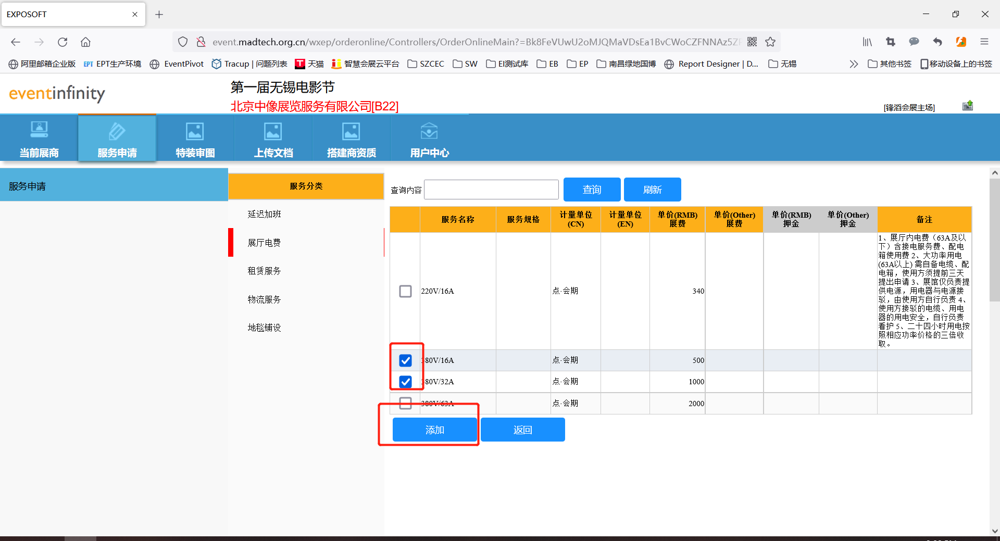 EXPOSOFT
event.madtech.org.cn/wxep/orderonline/Controllers/OrderOnlineMain?=Bk8FeVUwU2oMJQMaVDsEa1BvCWoCZFNNAz5ZF
阿里邮箱企业版 EPT EPT生产环境 EventPivot Tracup | 问题列表 天猫 智慧会展云平台 SZCEC SW EI测试库 EB EP 南昌绿地国博 Report Designer | D... 无锡 其他书签 移动设备上的书签
eventinfinity
第一届无锡电影节
北京中像展览服务有限公司[B22]
[锋滔会展主场]
当前展商 服务申请 特装审图 上传文档 搭建商资质 用户中心
服务申请
服务分类
延迟加班
展厅电费
租赁服务
物流服务
地毯铺设
查询内容 查询 刷新
服务名称 服务规格 计量单位(CN) 计量单位(EN) 单价(RMB)展费 单价(Other)展费 单价(RMB)押金 单价(Other)押金 备注
220V/16A 点·会期 340
1、展厅内电费（63A及以
下）含接电服务费、配电
箱使用费 2、大功率用电
(63A以上) 需自备电缆、配
电箱，使用方须提前三天
提出申请 3、展馆仅负责提
供电源，用电器与电源接
驳，由使用方自行负责 4、
使用方接驳的电缆、用电
器的用电安全，自行负责
看护 5、二十四小时用电按
照相应功率价格的三倍收
取。
380V/16A 点·会期 500
380V/32A 点·会期 1000
380V/63A 点·会期 2000
添加 返回